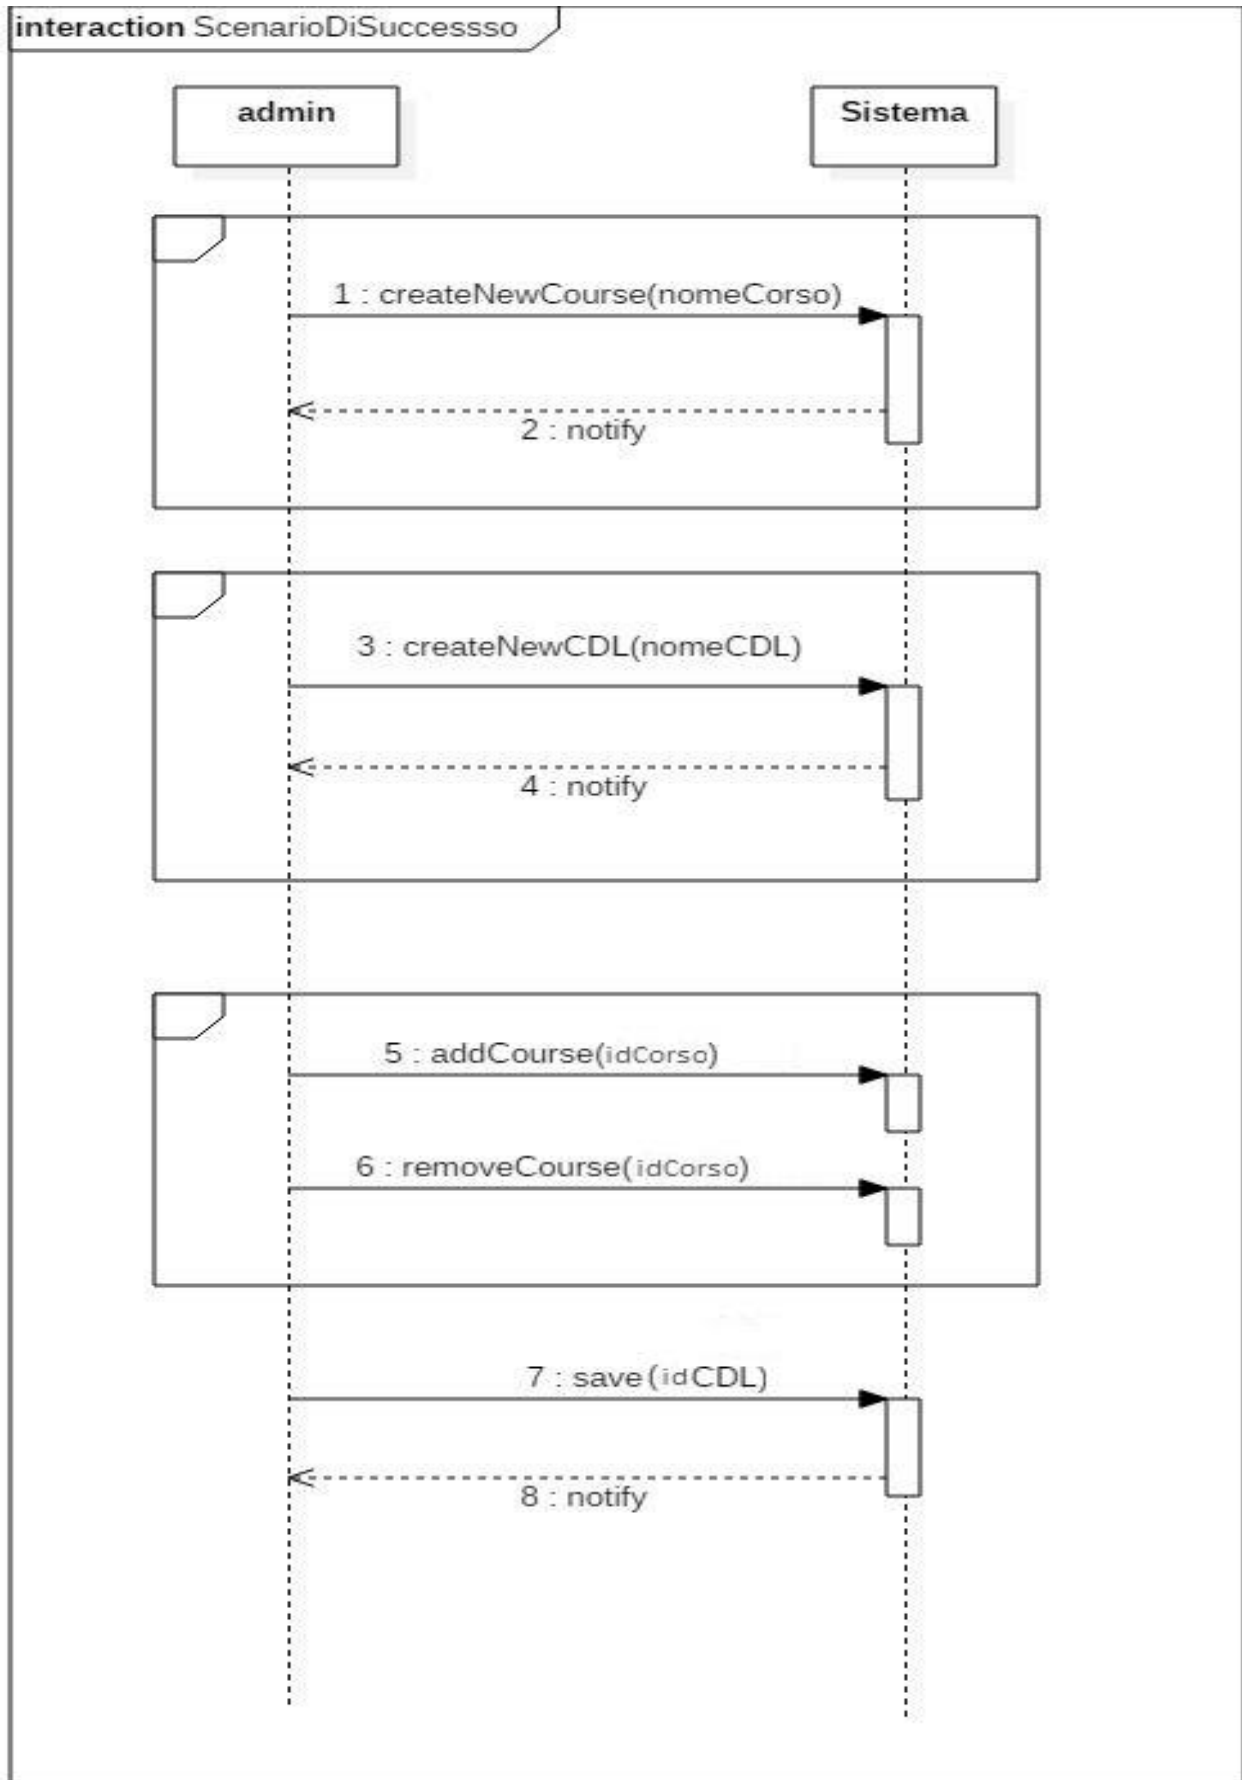 interaction ScenarioDiSuccessso
admin
Sistema
1 : createNewCourse(nomeCorso)
2 : notify
3 : createNewCDL(nomeCDL)
4 : notify
5 : addCourse(idCorso)
6 : removeCourse(idCorso)
7 : save(idCDL)
8 : notify